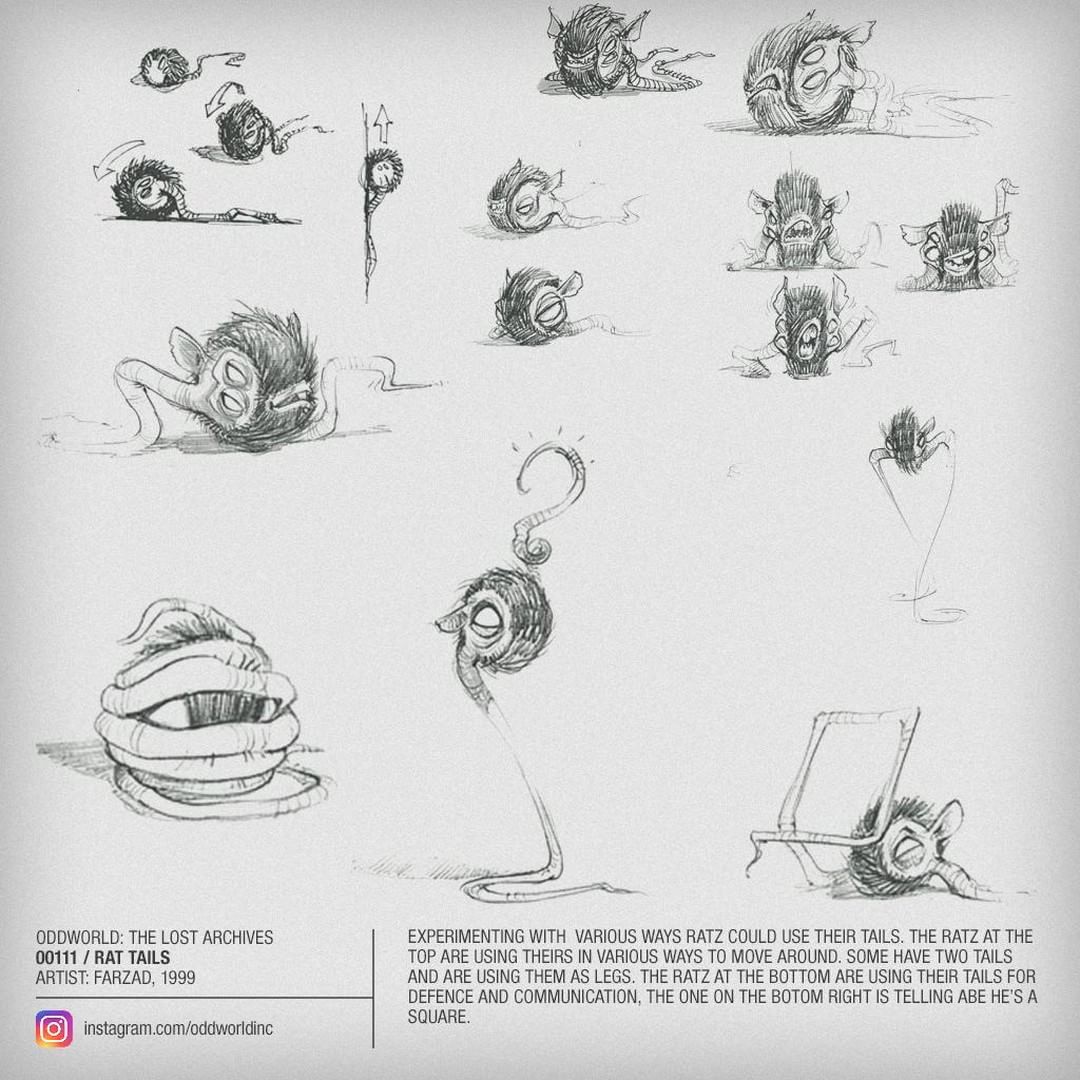 ODDWORLD: THE LOST ARCHIVES
00111 / RAT TAILS
ARTIST: FARZAD, 1999
instagram.com/oddworldinc
EXPERIMENTING WITH VARIOUS WAYS RATZ COULD USE THEIR TAILS. THE RATZ AT THE
TOP ARE USING THEIRS IN VARIOUS WAYS TO MOVE AROUND. SOME HAVE TWO TAILS
AND ARE USING THEM AS LEGS. THE RATZ AT THE BOTTOM ARE USING THEIR TAILS FOR
DEFENCE AND COMMUNICATION, THE ONE ON THE BOTOM RIGHT IS TELLING ABE HE'S A
SQUARE.